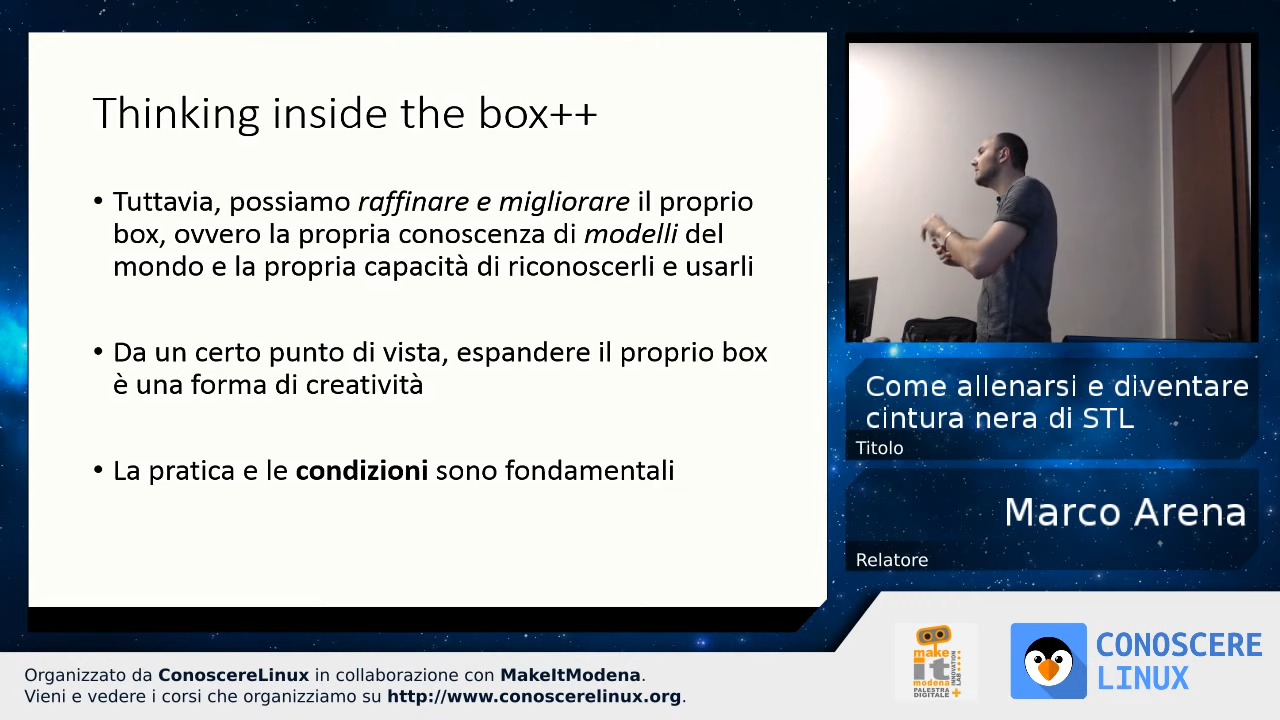 Thinking inside the box++
• Tuttavia, possiamo raffinare e migliorare il proprio
box, ovvero la propria conoscenza di modelli del
mondo e la propria capacità di riconoscerli e usarli
• Da un certo punto di vista, espandere il proprio box
è una forma di creatività
• La pratica e le condizioni sono fondamentali
Come allenarsi e diventare
cintura nera di STL
Titolo
Marco Arena
Relatore
make
it
modena
PALESTRA
DIGITALE
INNOVATION
LAB
CONOSCERE
LINUX
Organizzato da ConoscereLinux in collaborazione con MakeItModena.
Vieni e vedere i corsi che organizziamo su http://www.conoscerelinux.org.